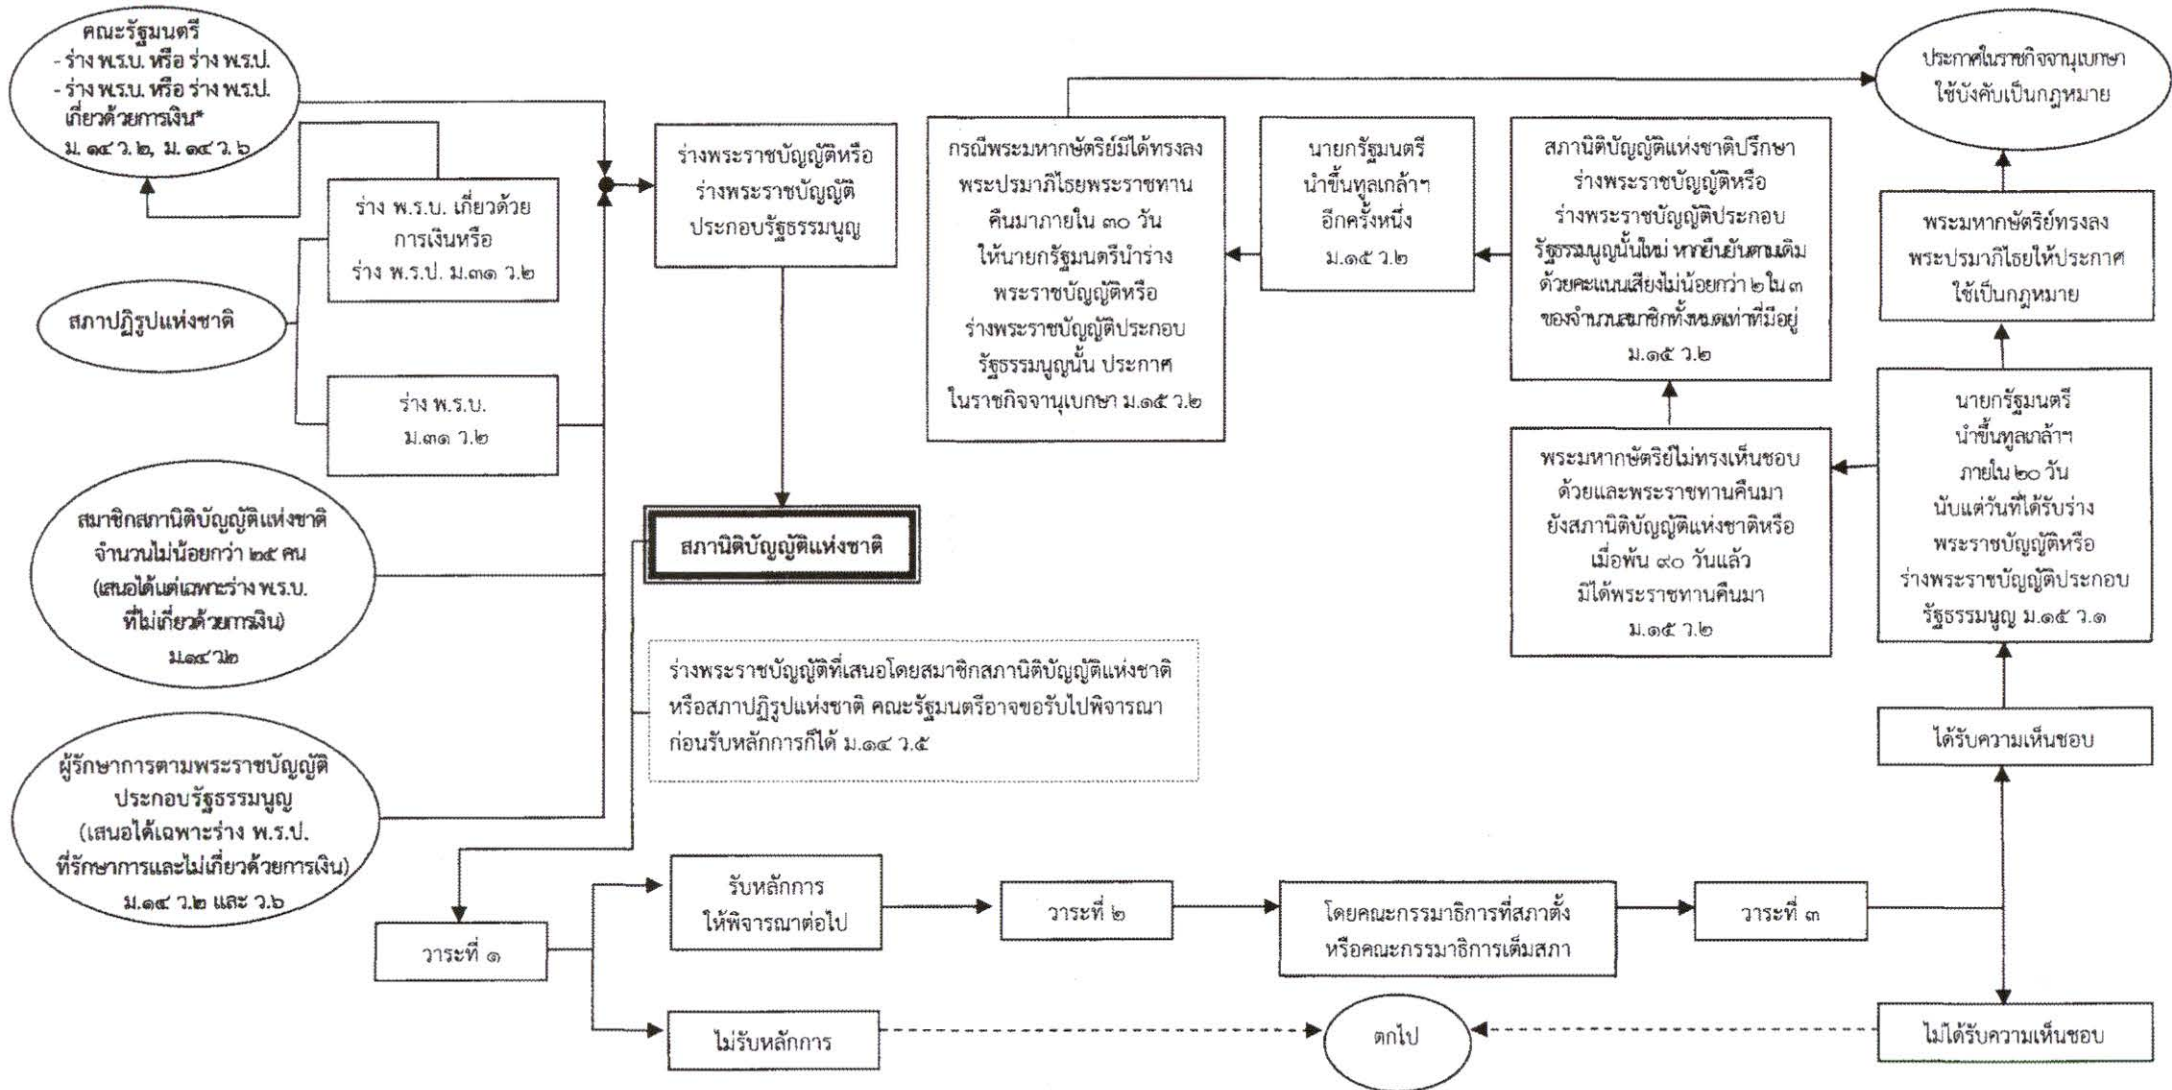 คณะรัฐมนตรี
- ร่าง พ.ร.บ. หรือ ร่าง พ.ร.ป.
- ร่าง พ.ร.บ. หรือ ร่าง พ.ร.ป.
เกี่ยวด้วยการเงิน*
ม. ๑๔ ว. ๒, ม. ๑๔ ว. ๖
ร่าง พ.ร.บ. เกี่ยวด้วย
การเงินหรือ
ร่าง พ.ร.ป. ม.๓๑ ว.๒
สภาปฏิรูปแห่งชาติ
ร่าง พ.ร.บ.
ม.๓๑ ว.๒
สมาชิกสภานิติบัญญัติแห่งชาติ
จำนวนไม่น้อยกว่า ๒๕ คน
(เสนอได้แต่เฉพาะร่าง พ.ร.บ.
ที่ไม่เกี่ยวด้วยการเงิน)
ม.๑๔ ว.๒
ผู้รักษาการตามพระราชบัญญัติ
ประกอบรัฐธรรมนูญ
(เสนอได้เฉพาะร่าง พ.ร.ป.
ที่รักษาการและไม่เกี่ยวด้วยการเงิน)
ม.๑๔ ว.๒ และ ว.๖
ร่างพระราชบัญญัติหรือ
ร่างพระราชบัญญัติ
ประกอบรัฐธรรมนูญ
สภานิติบัญญัติแห่งชาติ
ร่างพระราชบัญญัติที่เสนอโดยสมาชิกสภานิติบัญญัติแห่งชาติ
หรือสภาปฏิรูปแห่งชาติ คณะรัฐมนตรีอาจขอรับไปพิจารณา
ก่อนรับหลักการก็ได้ ม.๑๔ ว.๕
วาระที่ ๑
รับหลักการ
ให้พิจารณาต่อไป
ไม่รับหลักการ
วาระที่ ๒
โดยคณะกรรมาธิการที่สภาตั้ง
หรือคณะกรรมาธิการเต็มสภา
วาระที่ ๓
ตกไป
ได้รับความเห็นชอบ
ไม่ได้รับความเห็นชอบ
นายกรัฐมนตรี
นำขึ้นทูลเกล้าฯ
ภายใน ๒๐ วัน
นับแต่วันที่ได้รับร่าง
พระราชบัญญัติหรือ
ร่างพระราชบัญญัติประกอบ
รัฐธรรมนูญ ม.๑๕ ว.๑
พระมหากษัตริย์ทรงลง
พระปรมาภิไธยให้ประกาศ
ใช้เป็นกฎหมาย
ประกาศในราชกิจจานุเบกษา
ใช้บังคับเป็นกฎหมาย
พระมหากษัตริย์ไม่ทรงเห็นชอบ
ด้วยและพระราชทานคืนมา
ยังสภานิติบัญญัติแห่งชาติหรือ
เมื่อพ้น ๙๐ วันแล้ว
มิได้พระราชทานคืนมา
ม.๑๕ ว.๒
สภานิติบัญญัติแห่งชาติปรึกษา
ร่างพระราชบัญญัติหรือ
ร่างพระราชบัญญัติประกอบ
รัฐธรรมนูญนั้นใหม่ หากยืนยันตามเดิม
ด้วยคะแนนเสียงไม่น้อยกว่า ๒ ใน ๓
ของจำนวนสมาชิกทั้งหมดเท่าที่มีอยู่
ม.๑๕ ว.๒
นายกรัฐมนตรี
นำขึ้นทูลเกล้าฯ
อีกครั้งหนึ่ง
ม.๑๕ ว.๒
กรณีพระมหากษัตริย์มิได้ทรงลง
พระปรมาภิไธยพระราชทาน
คืนมาภายใน ๓๐ วัน
ให้นายกรัฐมนตรีนำร่าง
พระราชบัญญัติหรือ
ร่างพระราชบัญญัติประกอบ
รัฐธรรมนูญนั้น ประกาศ
ในราชกิจจานุเบกษา ม.๑๕ ว.๒